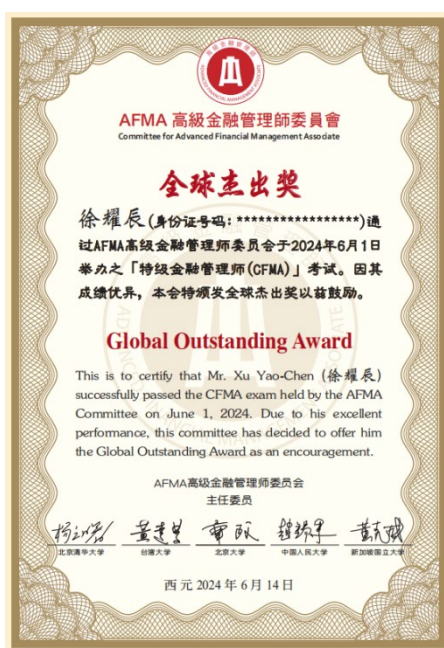 AFMA 高級金融管理師委員會
Committee for Advanced Financial Management Associate
全球杰出奖
徐耀辰(身份证号码: ******************)通
过AFMA高级金融管理师委员会于2024年6月1日
举办之「特级金融管理师(CFMA)」考试。因其
成绩优异，本会特颁发全球杰出奖以兹鼓励。
Global Outstanding Award
This is to certify that Mr. Xu Yao-Chen (徐耀辰)
successfully passed the CFMA exam held by the AFMA
Committee on June 1, 2024. Due to his excellent
performance, this committee has decided to offer him
the Global Outstanding Award as an encouragement.
AFMA高级金融管理师委员会
主任委员
北京清华大学 台湾大学 北京大学 中国人民大学 新加坡国立大学
西元 2024 年 6 月 14 日